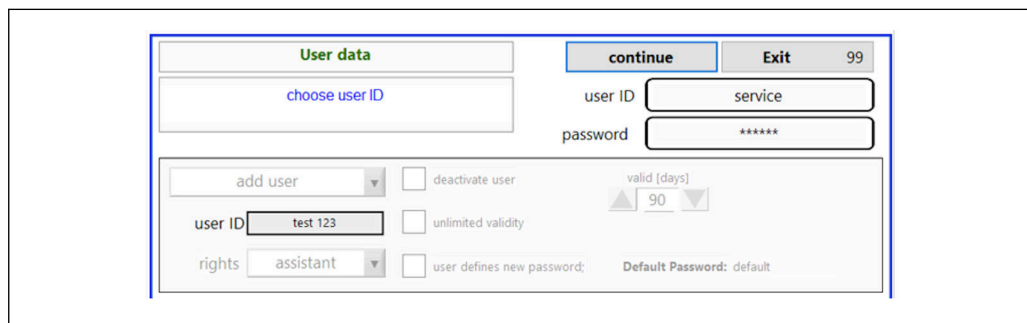 User data
continue
Exit 99
choose user ID
user ID service
password ******
add user
deactivate user
valid [days]
90
user ID test 123
unlimited validity
rights assistant
user defines new password;
Default Password: default